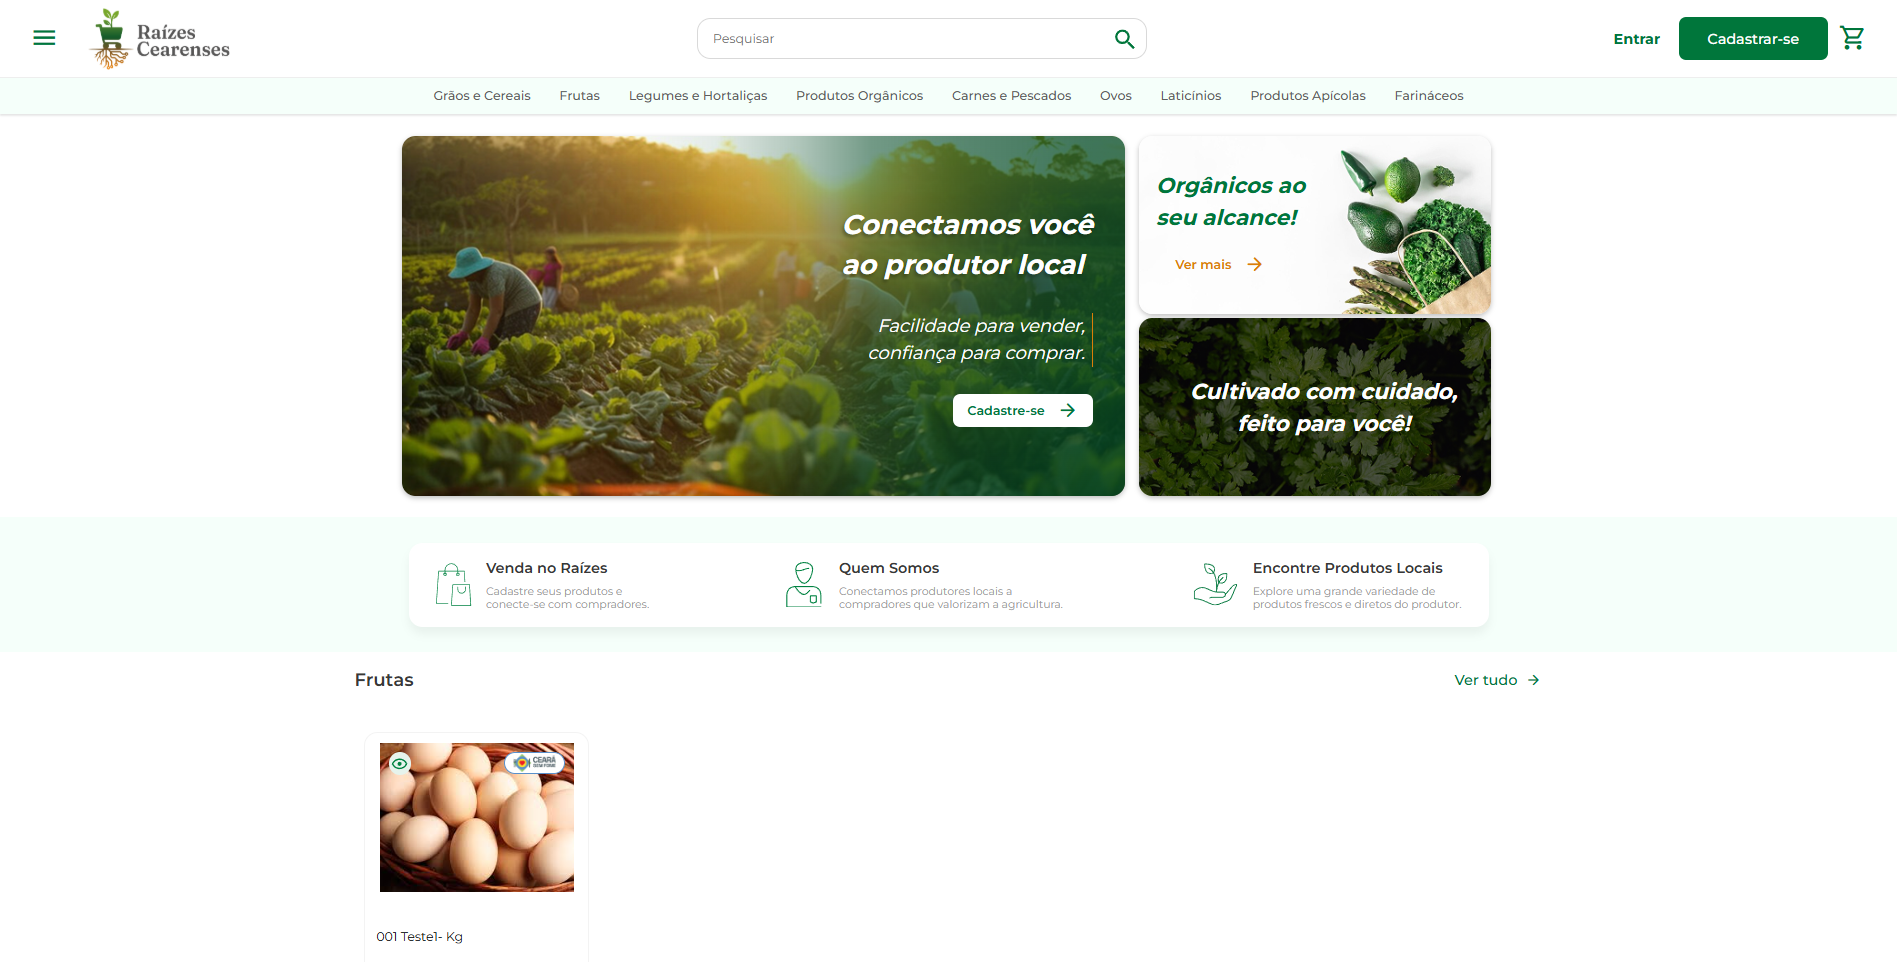 Raízes
Cearenses
Pesquisar
Entrar
Cadastrar-se
Grãos e Cereais
Frutas
Legumes e Hortaliças
Produtos Orgânicos
Carnes e Pescados
Ovos
Laticínios
Produtos Apícolas
Farináceos
Conectamos você
ao produtor local
Facilidade para vender,
confiança para comprar.
Cadastre-se
Orgânicos ao
seu alcance!
Ver mais
Cultivado com cuidado,
feito para você!
Venda no Raízes
Cadastre seus produtos e
conecte-se com compradores.
Quem Somos
Conectamos produtores locais a
compradores que valorizam a agricultura.
Encontre Produtos Locais
Explore uma grande variedade de
produtos frescos e diretos do produtor.
Frutas
Ver tudo
CEARÁ
SEM FOME
001 Teste1- Kg